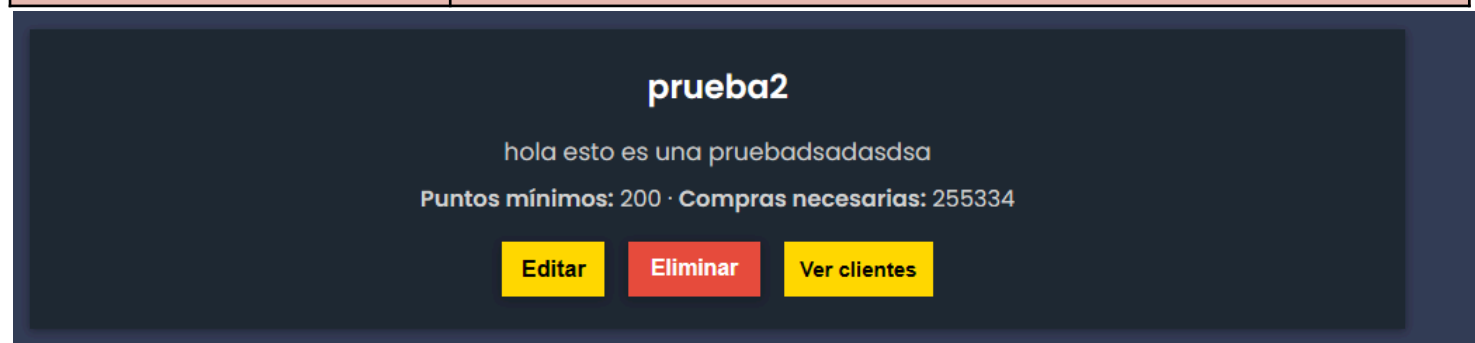 prueba2
hola esto es una pruebadsadasdsa
Puntos mínimos: 200 · Compras necesarias: 255334
Editar Eliminar Ver clientes